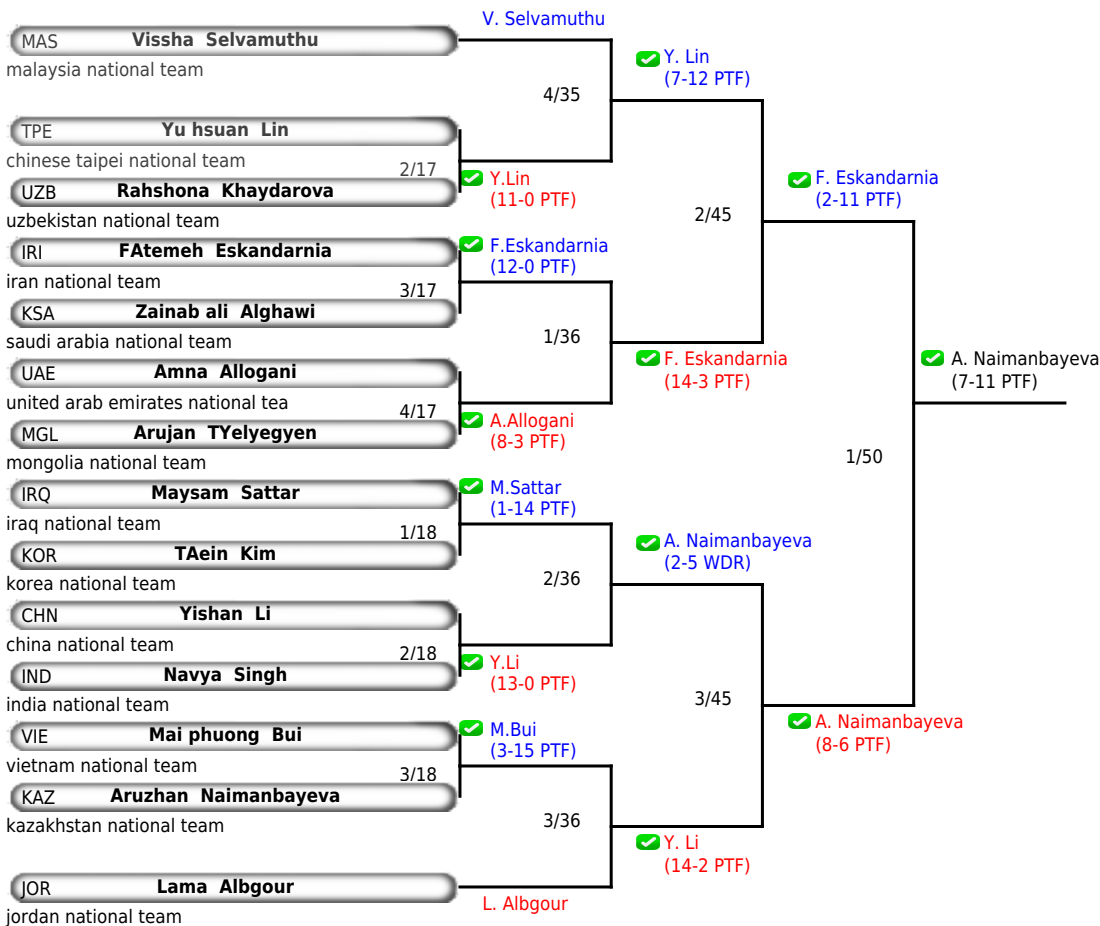 V. Selvamuthu
MAS Vissha Selvamuthu
malaysia national team
Y. Lin
(7-12 PTF)
4/35
TPE Yu hsuan Lin
chinese taipei national team
2/17
Y.Lin
(11-0 PTF)
UZB Rahshona Khaydarova
uzbekistan national team
F. Eskandarnia
(2-11 PTF)
2/45
IRI FAtemeh Eskandarnia
iran national team
F.Eskandarnia
(12-0 PTF)
3/17
KSA Zainab ali Alghawi
saudi arabia national team
1/36
F. Eskandarnia
(14-3 PTF)
A. Naimanbayeva
(7-11 PTF)
UAE Amna Allogani
united arab emirates national tea
4/17
A.Allogani
(8-3 PTF)
MGL Arujan TYelyegyen
mongolia national team
1/50
IRQ Maysam Sattar
iraq national team
M.Sattar
(1-14 PTF)
1/18
KOR TAein Kim
korea national team
A. Naimanbayeva
(2-5 WDR)
2/36
CHN Yishan Li
china national team
2/18
Y.Li
(13-0 PTF)
IND Navya Singh
india national team
3/45
A. Naimanbayeva
(8-6 PTF)
VIE Mai phuong Bui
vietnam national team
M.Bui
(3-15 PTF)
3/18
KAZ Aruzhan Naimanbayeva
kazakhstan national team
3/36
Y. Li
(14-2 PTF)
JOR Lama Albgour
jordan national team
L. Albgour